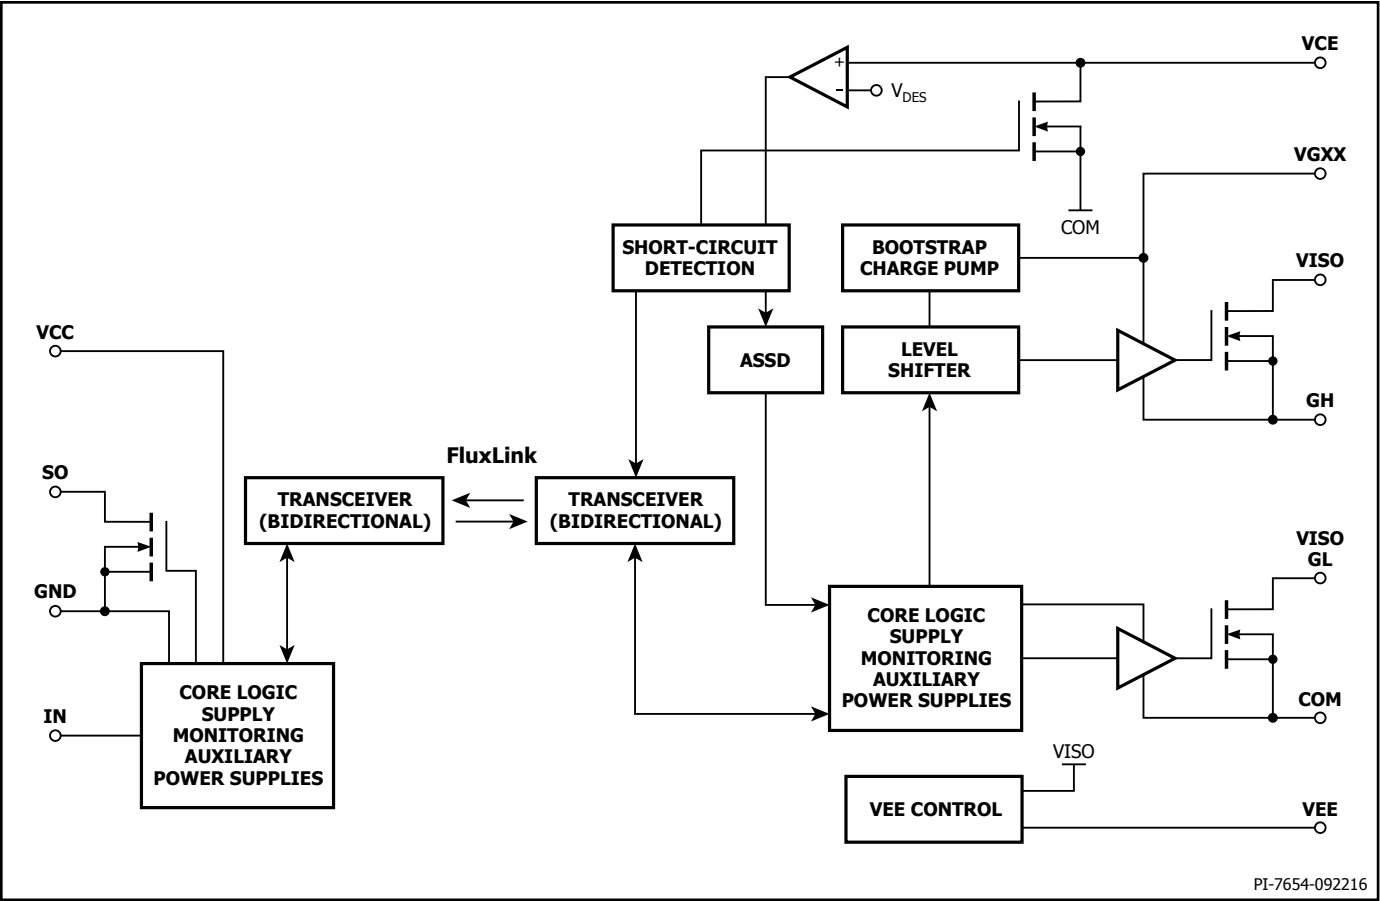 VCE
+
-
VDES
VGXX
COM
SHORT-CIRCUIT
DETECTION
BOOTSTRAP
CHARGE PUMP
VISO
VCC
ASSD
LEVEL
SHIFTER
GH
FluxLink
SO
TRANSCEIVER
(BIDIRECTIONAL)
TRANSCEIVER
(BIDIRECTIONAL)
VISO
GL
GND
CORE LOGIC
SUPPLY
MONITORING
AUXILIARY
POWER SUPPLIES
IN
CORE LOGIC
SUPPLY
MONITORING
AUXILIARY
POWER SUPPLIES
COM
VISO
VEE CONTROL
VEE
PI-7654-092216